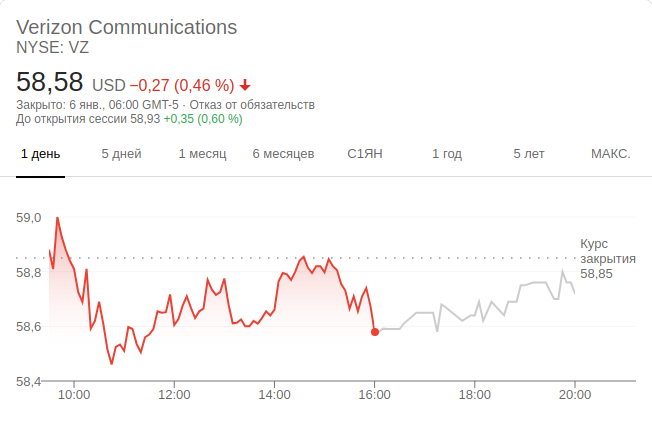 Verizon Communications
NYSE: VZ
58,58 USD −0,27 (0,46 %)
Закрыто: 6 янв., 06:00 GMT-5 · Отказ от обязательств
До открытия сессии 58,93 +0,35 (0,60 %)
1 день 5 дней 1 месяц 6 месяцев С1ЯН 1 год 5 лет МАКС.
59,0
Курс
закрытия
58,85
58,8
58,6
58,4
10:00 12:00 14:00 16:00 18:00 20:00